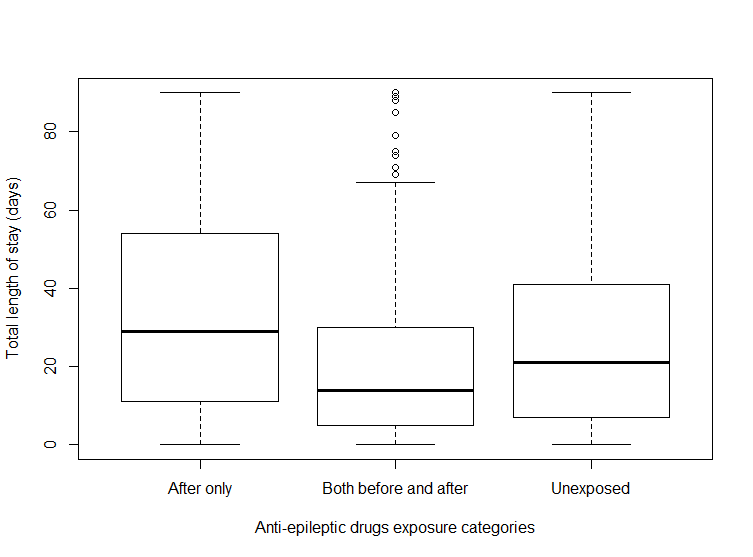 Total length of stay (days)
80
60
40
20
0
After only
Both before and after
Unexposed
Anti-epileptic drugs exposure categories